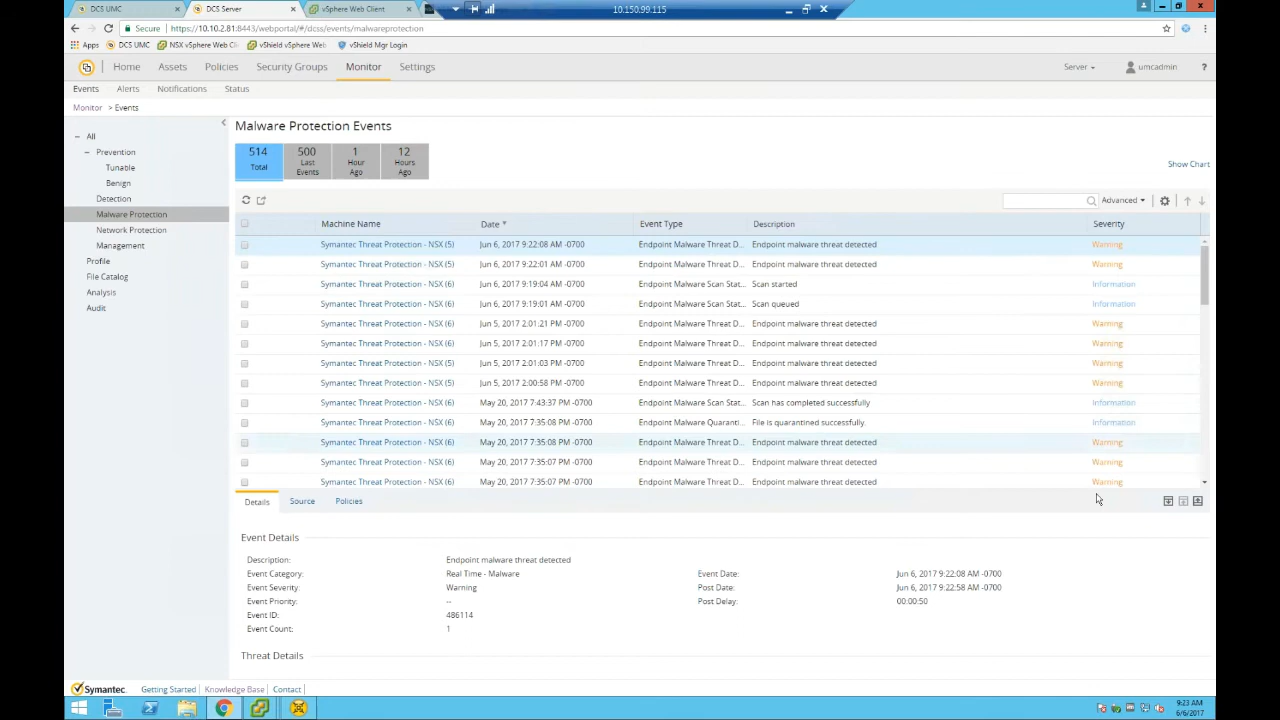 DCS UMC × DCS Server × vSphere Web Client × 10.150.99.115
Secure https://10.10.2.81:8443/webportal/#/dcss/events/malwareprotection
Apps DCS UMC NSX vSphere Web Cli vShield vSphere Web vShield Mgr Login
Home Assets Policies Security Groups Monitor Settings Server umcadmin ?
Events Alerts Notifications Status
Monitor > Events
All
Prevention
Tunable
Benign
Detection
Malware Protection
Network Protection
Management
Profile
File Catalog
Analysis
Audit
Malware Protection Events
514 500 1 12
Total Last Hour Hours
Events Ago Ago
Show Chart
Advanced
Machine Name Date Event Type Description Severity
Symantec Threat Protection - NSX (5) Jun 6, 2017 9:22:08 AM -0700 Endpoint Malware Threat D... Endpoint malware threat detected Warning
Symantec Threat Protection - NSX (5) Jun 6, 2017 9:22:01 AM -0700 Endpoint Malware Threat D... Endpoint malware threat detected Warning
Symantec Threat Protection - NSX (6) Jun 6, 2017 9:19:04 AM -0700 Endpoint Malware Scan Stat... Scan started Information
Symantec Threat Protection - NSX (6) Jun 6, 2017 9:19:01 AM -0700 Endpoint Malware Scan Stat... Scan queued Information
Symantec Threat Protection - NSX (6) Jun 5, 2017 2:01:21 PM -0700 Endpoint Malware Threat D... Endpoint malware threat detected Warning
Symantec Threat Protection - NSX (6) Jun 5, 2017 2:01:17 PM -0700 Endpoint Malware Threat D... Endpoint malware threat detected Warning
Symantec Threat Protection - NSX (5) Jun 5, 2017 2:01:03 PM -0700 Endpoint Malware Threat D... Endpoint malware threat detected Warning
Symantec Threat Protection - NSX (5) Jun 5, 2017 2:00:58 PM -0700 Endpoint Malware Threat D... Endpoint malware threat detected Warning
Symantec Threat Protection - NSX (6) May 20, 2017 7:43:37 PM -0700 Endpoint Malware Scan Stat... Scan has completed successfully Information
Symantec Threat Protection - NSX (6) May 20, 2017 7:35:08 PM -0700 Endpoint Malware Quaranti... File is quarantined successfully. Information
Symantec Threat Protection - NSX (6) May 20, 2017 7:35:08 PM -0700 Endpoint Malware Threat D... Endpoint malware threat detected Warning
Symantec Threat Protection - NSX (6) May 20, 2017 7:35:07 PM -0700 Endpoint Malware Threat D... Endpoint malware threat detected Warning
Symantec Threat Protection - NSX (6) May 20, 2017 7:35:07 PM -0700 Endpoint Malware Threat D... Endpoint malware threat detected Warning
Details Source Policies
Event Details
Description: Endpoint malware threat detected
Event Category: Real Time - Malware Event Date: Jun 6, 2017 9:22:08 AM -0700
Event Severity: Warning Post Date: Jun 6, 2017 9:22:58 AM -0700
Event Priority: -- Post Delay: 00:00:50
Event ID: 486114
Event Count: 1
Threat Details
Symantec. Getting Started Knowledge Base Contact
9:23 AM
6/6/2017